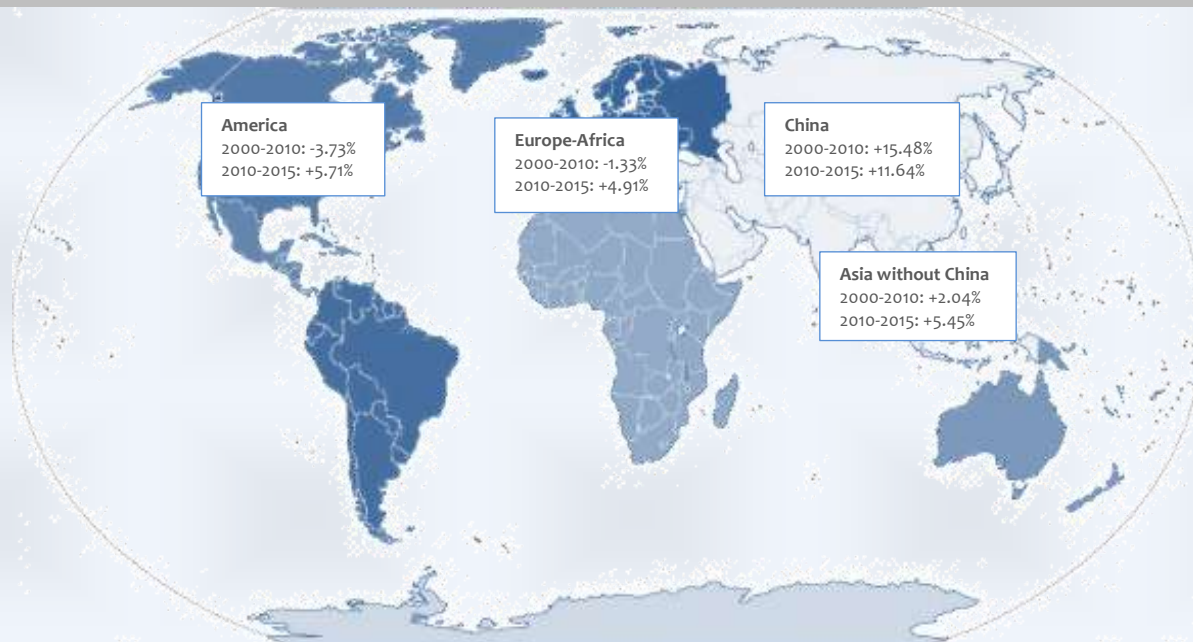 America
2000-2010: -3.73%
2010-2015: +5.71%
Europe-Africa
2000-2010: -1.33%
2010-2015: +4.91%
China
2000-2010: +15.48%
2010-2015: +11.64%
Asia without China
2000-2010: +2.04%
2010-2015: +5.45%